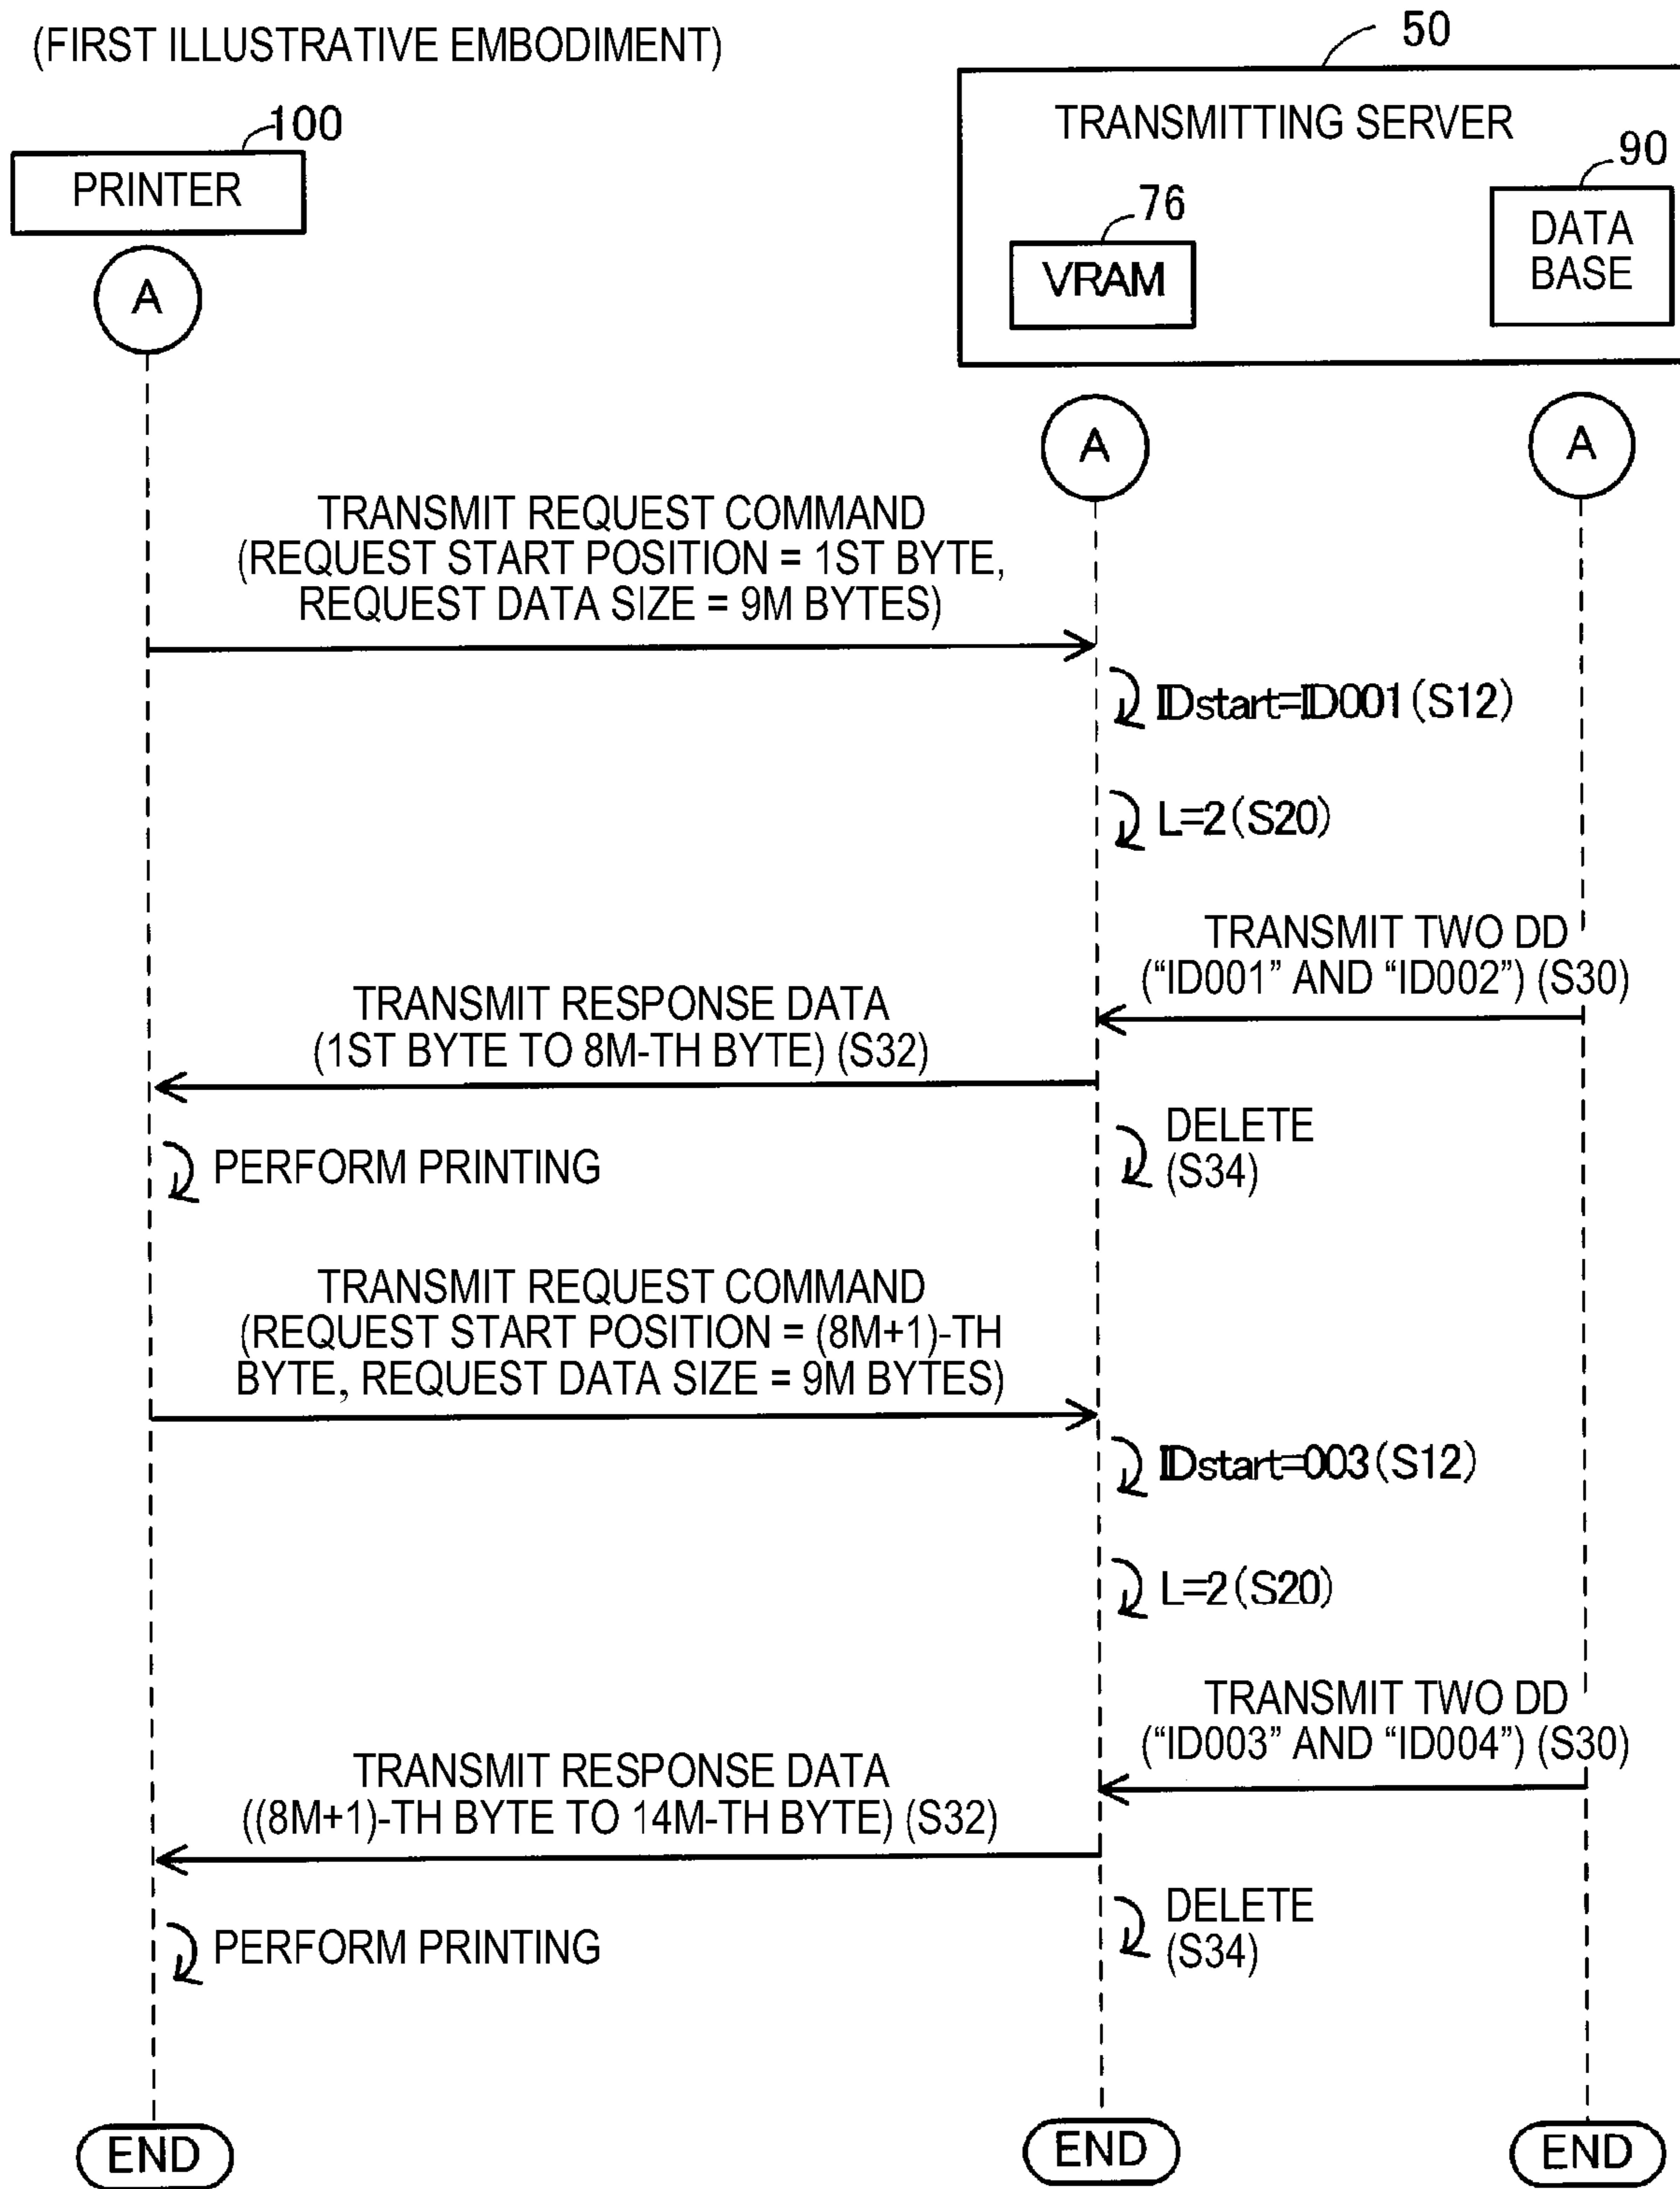 (FIRST ILLUSTRATIVE EMBODIMENT)
50
TRANSMITTING SERVER
100
PRINTER
90
DATA
BASE
76
VRAM
A
A
A
TRANSMIT REQUEST COMMAND
(REQUEST START POSITION = 1ST BYTE,
REQUEST DATA SIZE = 9M BYTES)
IDstart=ID001(S12)
L=2(S20)
TRANSMIT TWO DD
("ID001" AND "ID002") (S30)
TRANSMIT RESPONSE DATA
(1ST BYTE TO 8M-TH BYTE) (S32)
DELETE
(S34)
PERFORM PRINTING
TRANSMIT REQUEST COMMAND
(REQUEST START POSITION = (8M+1)-TH
BYTE, REQUEST DATA SIZE = 9M BYTES)
IDstart=003(S12)
L=2(S20)
TRANSMIT TWO DD
("ID003" AND "ID004") (S30)
TRANSMIT RESPONSE DATA
((8M+1)-TH BYTE TO 14M-TH BYTE) (S32)
DELETE
(S34)
PERFORM PRINTING
END
END
END